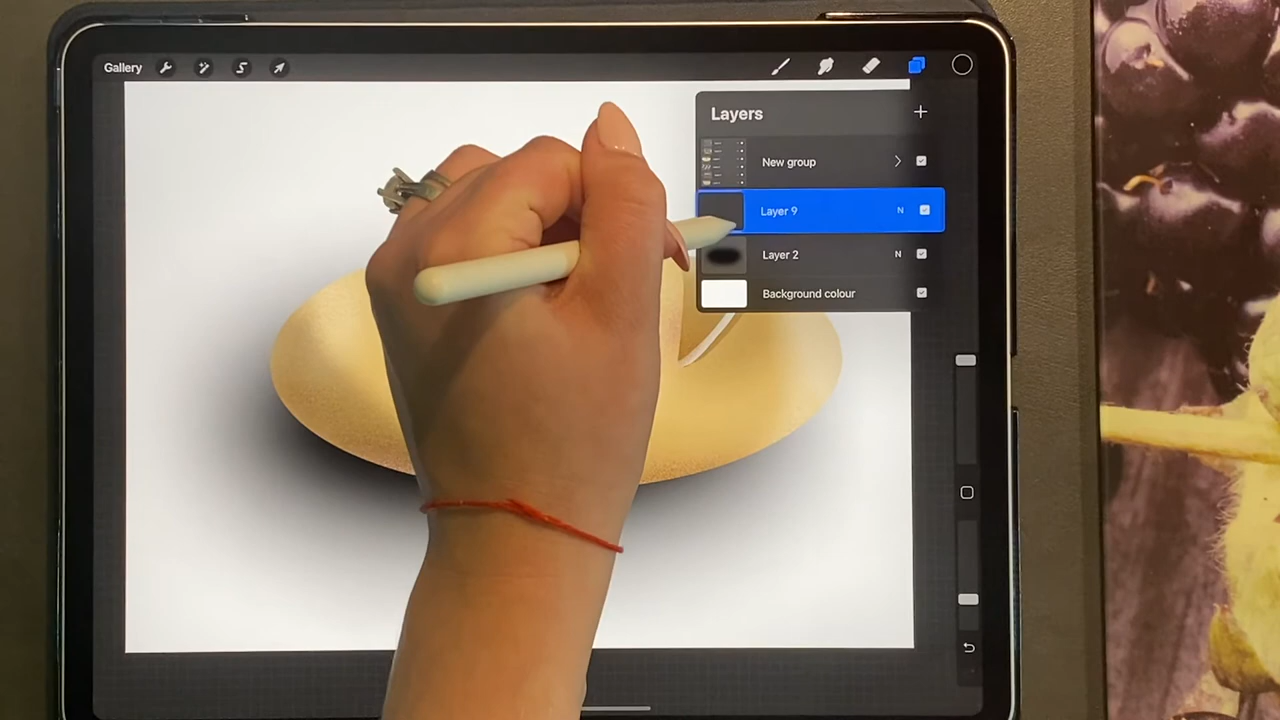 Gallery
Layers
New group
Layer 9 N
Layer 2 N
Background colour